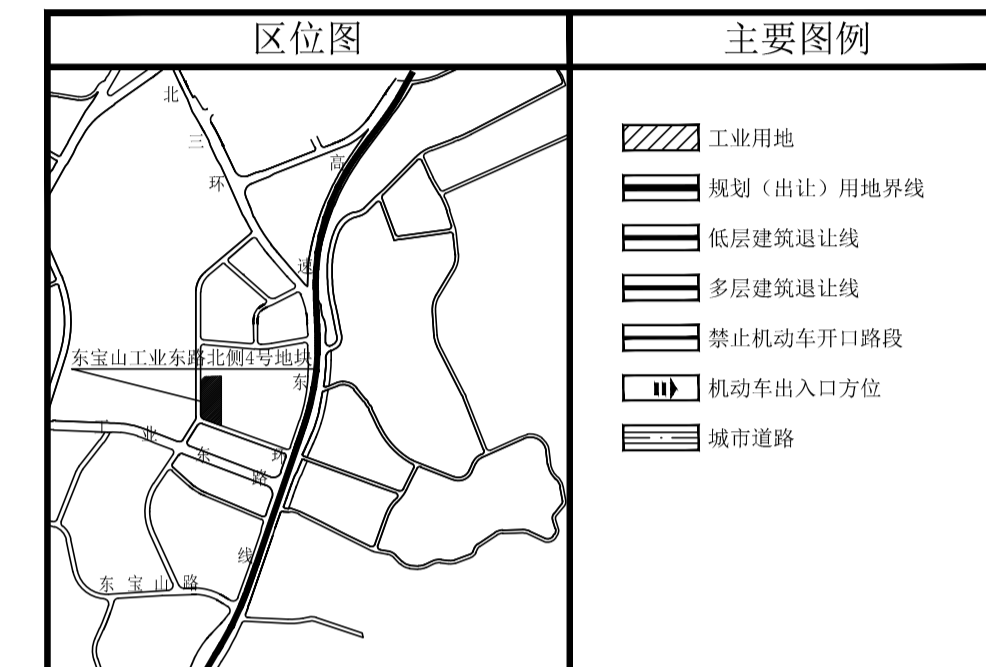 区位图
主要图例
北三环
高速
东环线
东宝山工业东路北侧4号地块
工业东路
东宝山路
工业用地
规划（出让）用地界线
低层建筑退让线
多层建筑退让线
禁止机动车开口路段
机动车出入口方位
城市道路